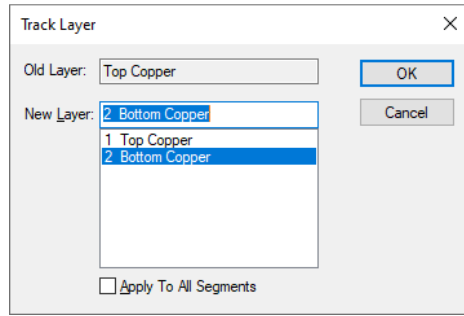 Track Layer
Old Layer: Top Copper
OK
New Layer: 2 Bottom Copper
Cancel
1 Top Copper
2 Bottom Copper
Apply To All Segments